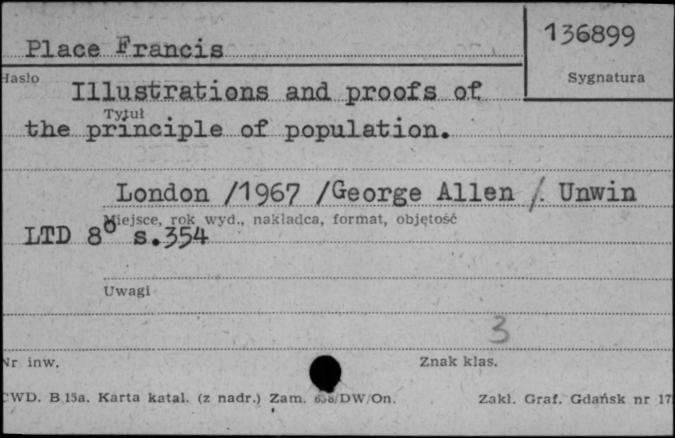 136899
Place Francis
Hasło
Sygnatura
Illustrations and proofs of
Tytuł
the principle of population.
London /1967 /George Allen /. Unwin
Miejsce, rok wyd., nakładca, format, objętość
LTD 8⁰ s.354
Uwagi
3
Nr inw.
Znak klas.
CWD. B 15a. Karta katal. (z nadr.) Zam. DW/On.
Zakł. Graf. Gdańsk nr 17